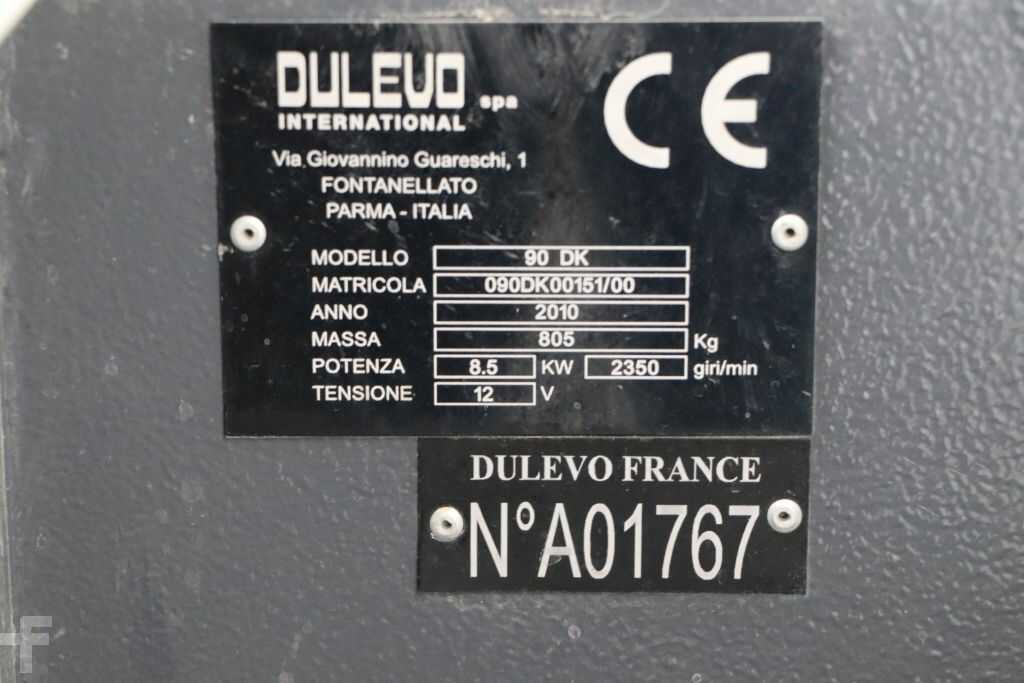 DULEVO spa
INTERNATIONAL
CE
Via Giovannino Guareschi, 1
FONTANELLATO
PARMA - ITALIA
MODELLO 90 DK
MATRICOLA 090DK00151/00
ANNO 2010
MASSA 805 Kg
POTENZA 8.5 KW 2350 giri/min
TENSIONE 12 V
DULEVO FRANCE
N°A01767
F